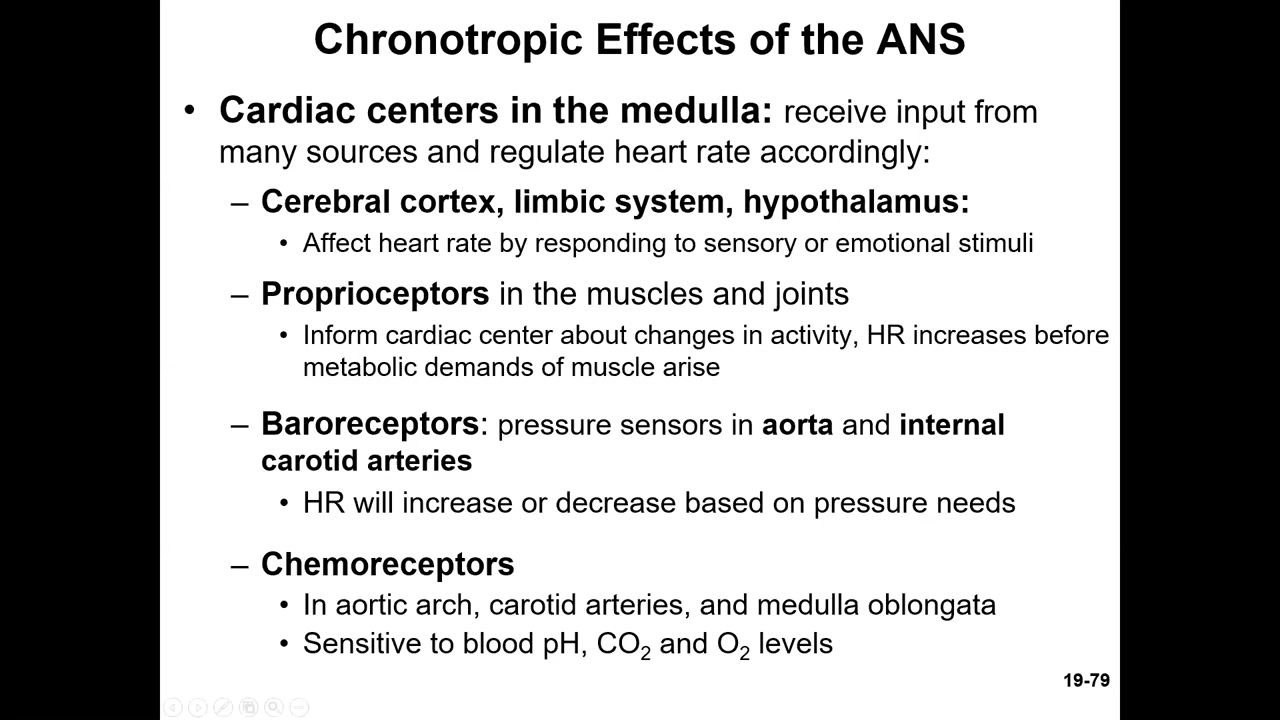 Chronotropic Effects of the ANS
• Cardiac centers in the medulla: receive input from
many sources and regulate heart rate accordingly:
– Cerebral cortex, limbic system, hypothalamus:
• Affect heart rate by responding to sensory or emotional stimuli
– Proprioceptors in the muscles and joints
• Inform cardiac center about changes in activity, HR increases before
metabolic demands of muscle arise
– Baroreceptors: pressure sensors in aorta and internal
carotid arteries
• HR will increase or decrease based on pressure needs
– Chemoreceptors
• In aortic arch, carotid arteries, and medulla oblongata
• Sensitive to blood pH, CO₂ and O₂ levels
19-79